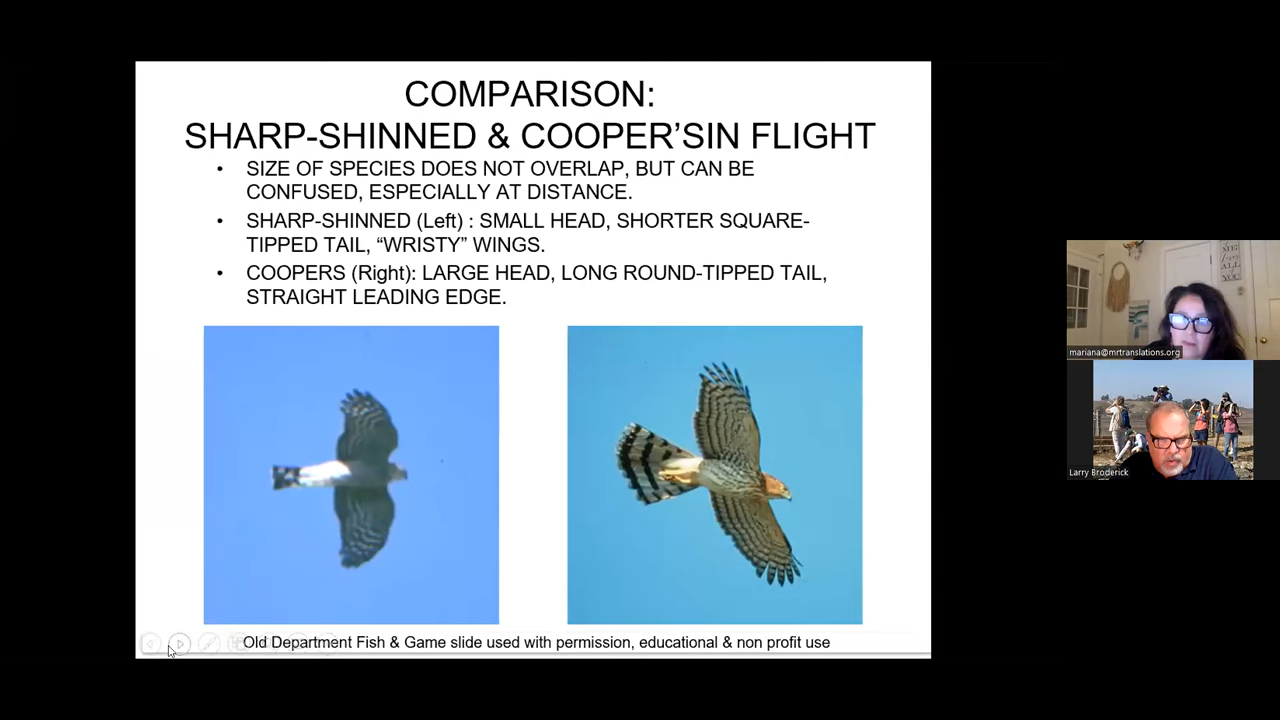 COMPARISON:
SHARP-SHINNED & COOPER’SIN FLIGHT
• SIZE OF SPECIES DOES NOT OVERLAP, BUT CAN BE
CONFUSED, ESPECIALLY AT DISTANCE.
• SHARP-SHINNED (Left) : SMALL HEAD, SHORTER SQUARE-
TIPPED TAIL, “WRISTY” WINGS.
• COOPERS (Right): LARGE HEAD, LONG ROUND-TIPPED TAIL,
STRAIGHT LEADING EDGE.
Old Department Fish & Game slide used with permission, educational & non profit use
ALL
YOU
mariana@mrtranslations.org
Larry Broderick